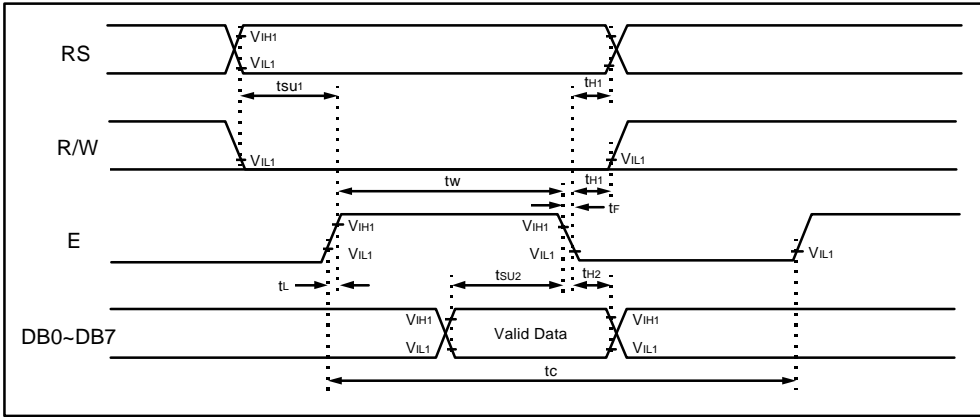 RS
VIH1
VIL1
tsu1
tH1
R/W
VIL1
VIL1
tw
tH1
tF
E
VIH1
VIH1
VIL1
VIL1
VIL1
tL
tSU2
tH2
DB0~DB7
VIH1
VIL1
Valid Data
VIH1
VIL1
tc